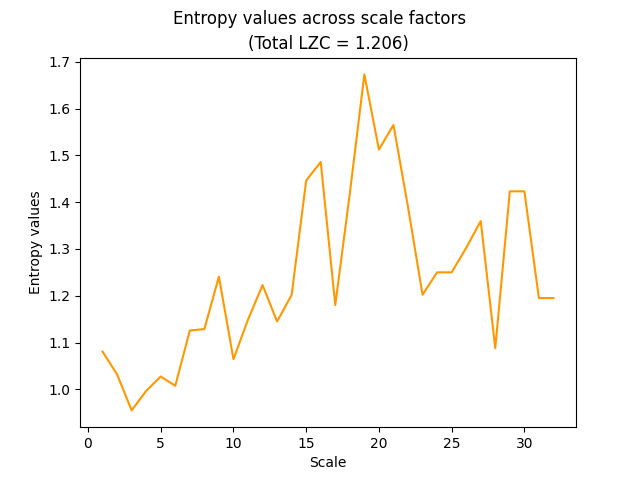 Entropy values across scale factors
(Total LZC = 1.206)
1.7
1.6
1.5
1.4
1.3
1.2
1.1
1.0
Entropy values
0 5 10 15 20 25 30
Scale